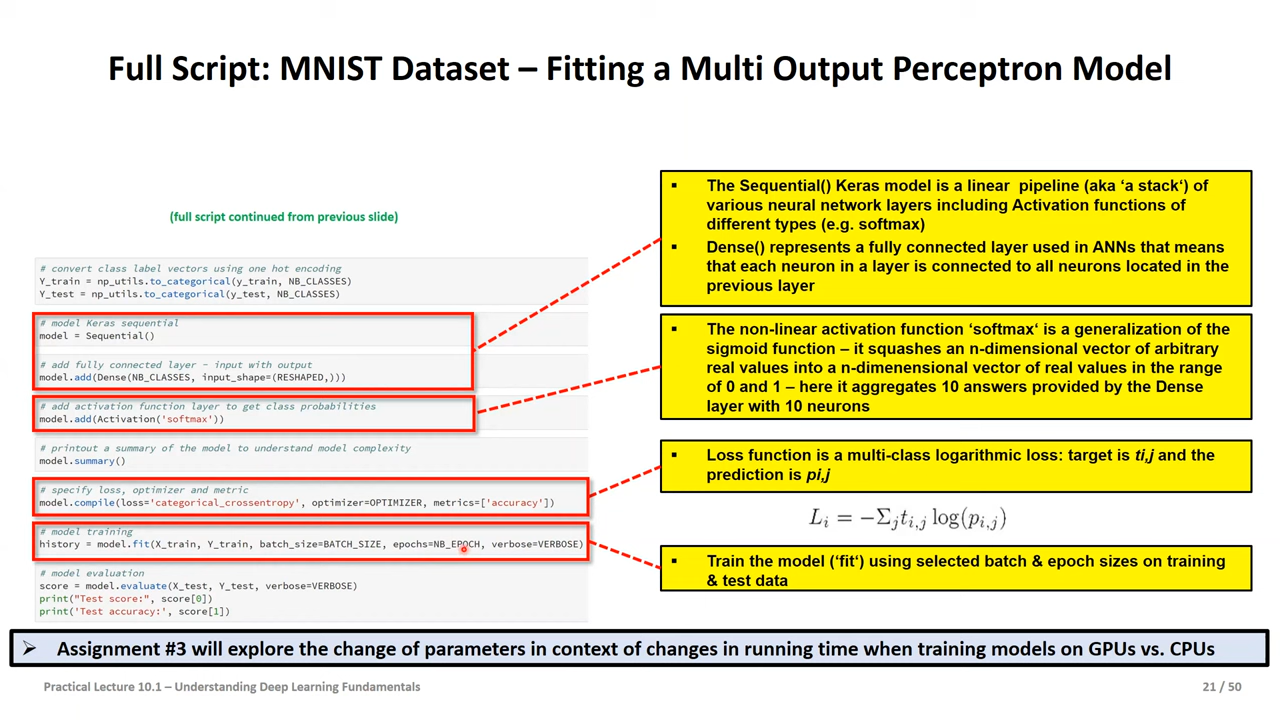 Full Script: MNIST Dataset – Fitting a Multi Output Perceptron Model
(full script continued from previous slide)
# convert class label vectors using one hot encoding
Y_train = np_utils.to_categorical(y_train, NB_CLASSES)
Y_test = np_utils.to_categorical(y_test, NB_CLASSES)
# model Keras sequential
model = Sequential()
# add fully connected layer - input with output
model.add(Dense(NB_CLASSES, input_shape=(RESHAPED,)))
# add activation function layer to get class probabilities
model.add(Activation('softmax'))
# printout a summary of the model to understand model complexity
model.summary()
# specify loss, optimizer and metric
model.compile(loss='categorical_crossentropy', optimizer=OPTIMIZER, metrics=['accuracy'])
# model training
history = model.fit(X_train, Y_train, batch_size=BATCH_SIZE, epochs=NB_EPOCH, verbose=VERBOSE)
# model evaluation
score = model.evaluate(X_test, Y_test, verbose=VERBOSE)
print("Test score:", score[0])
print('Test accuracy:', score[1])
▪ The Sequential() Keras model is a linear pipeline (aka ‘a stack‘) of
various neural network layers including Activation functions of
different types (e.g. softmax)
▪ Dense() represents a fully connected layer used in ANNs that means
that each neuron in a layer is connected to all neurons located in the
previous layer
▪ The non-linear activation function ‘softmax‘ is a generalization of the
sigmoid function – it squashes an n-dimensional vector of arbitrary
real values into a n-dimenensional vector of real values in the range
of 0 and 1 – here it aggregates 10 answers provided by the Dense
layer with 10 neurons
▪ Loss function is a multi-class logarithmic loss: target is ti,j and the
prediction is pi,j
L_i = −Σ_j t_{i,j} log(p_{i,j})
▪ Train the model (‘fit‘) using selected batch & epoch sizes on training
& test data
➢ Assignment #3 will explore the change of parameters in context of changes in running time when training models on GPUs vs. CPUs
Practical Lecture 10.1 – Understanding Deep Learning Fundamentals
21 / 50